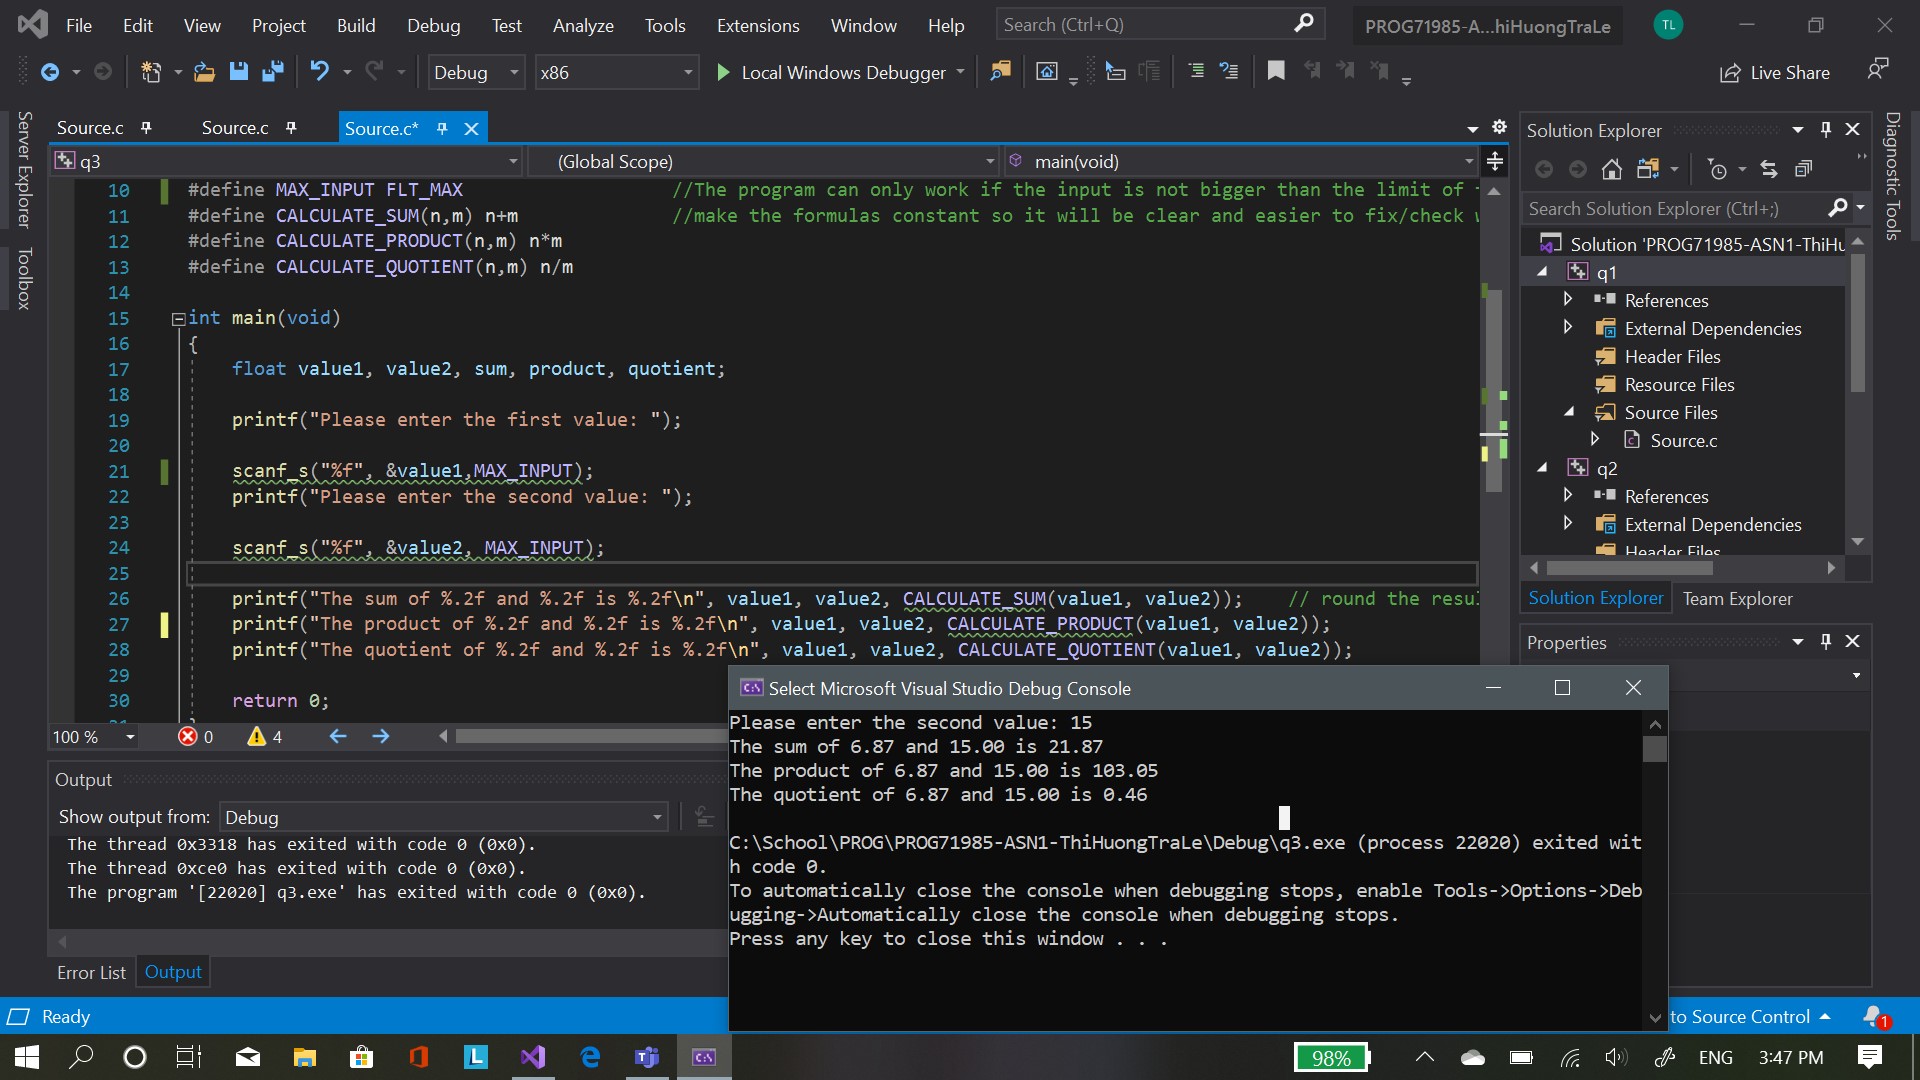 File Edit View Project Build Debug Test Analyze Tools Extensions Window Help Search (Ctrl+Q) PROG71985-A...hiHuongTraLe TL
Debug x86 Local Windows Debugger Live Share
Server Explorer
Toolbox
Source.c Source.c Source.c*
q3 (Global Scope) main(void)
10 #define MAX_INPUT FLT_MAX //The program can only work if the input is not bigger than the limit of
11 #define CALCULATE_SUM(n,m) n+m //make the formulas constant so it will be clear and easier to fix/check
12 #define CALCULATE_PRODUCT(n,m) n*m
13 #define CALCULATE_QUOTIENT(n,m) n/m
14
15 int main(void)
16 {
17 float value1, value2, sum, product, quotient;
18
19 printf("Please enter the first value: ");
20
21 scanf_s("%f", &value1,MAX_INPUT);
22 printf("Please enter the second value: ");
23
24 scanf_s("%f", &value2, MAX_INPUT);
25
26 printf("The sum of %.2f and %.2f is %.2f\n", value1, value2, CALCULATE_SUM(value1, value2)); // round the resu
27 printf("The product of %.2f and %.2f is %.2f\n", value1, value2, CALCULATE_PRODUCT(value1, value2));
28 printf("The quotient of %.2f and %.2f is %.2f\n", value1, value2, CALCULATE_QUOTIENT(value1, value2));
29
30 return 0;
100 % 0 4
Output
Show output from: Debug
The thread 0x3318 has exited with code 0 (0x0).
The thread 0xce0 has exited with code 0 (0x0).
The program '[22020] q3.exe' has exited with code 0 (0x0).
Error List Output
Select Microsoft Visual Studio Debug Console
Please enter the second value: 15
The sum of 6.87 and 15.00 is 21.87
The product of 6.87 and 15.00 is 103.05
The quotient of 6.87 and 15.00 is 0.46
C:\School\PROG\PROG71985-ASN1-ThiHuongTraLe\Debug\q3.exe (process 22020) exited wit
h code 0.
To automatically close the console when debugging stops, enable Tools->Options->Deb
ugging->Automatically close the console when debugging stops.
Press any key to close this window . . .
Solution Explorer
Search Solution Explorer (Ctrl+;)
Solution 'PROG71985-ASN1-ThiHu
q1
References
External Dependencies
Header Files
Resource Files
Source Files
Source.c
q2
References
External Dependencies
Header Files
Solution Explorer Team Explorer
Properties
Diagnostic Tools
Ready
to Source Control 1
98% ENG 3:47 PM